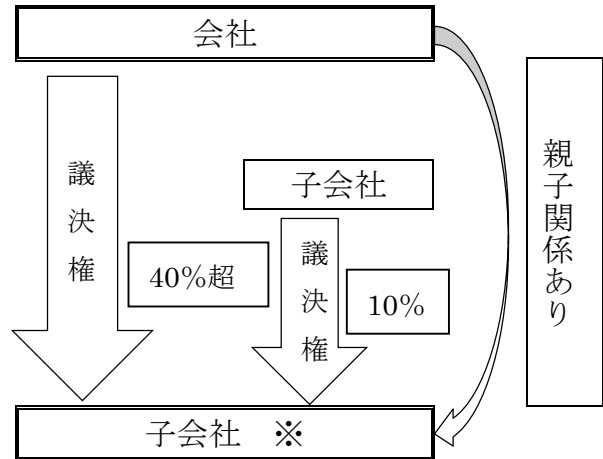 会社
議決権
40%超
子会社
議決権
10%
親子関係あり
子会社 ※